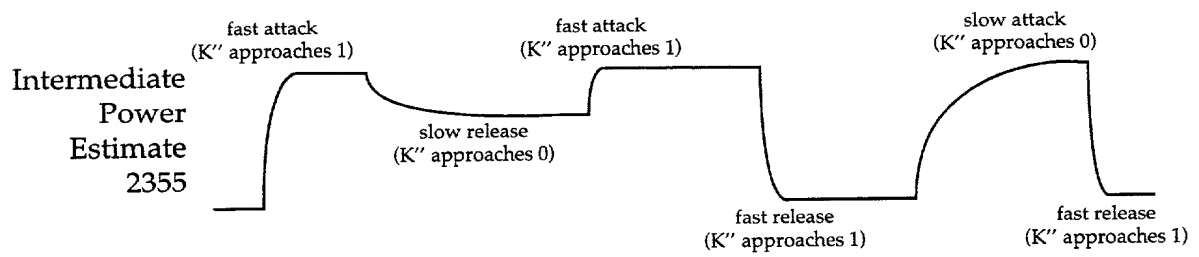 Intermediate
Power
Estimate
2355
fast attack
(K″ approaches 1)
slow release
(K″ approaches 0)
fast attack
(K″ approaches 1)
fast release
(K″ approaches 1)
slow attack
(K″ approaches 0)
fast release
(K″ approaches 1)